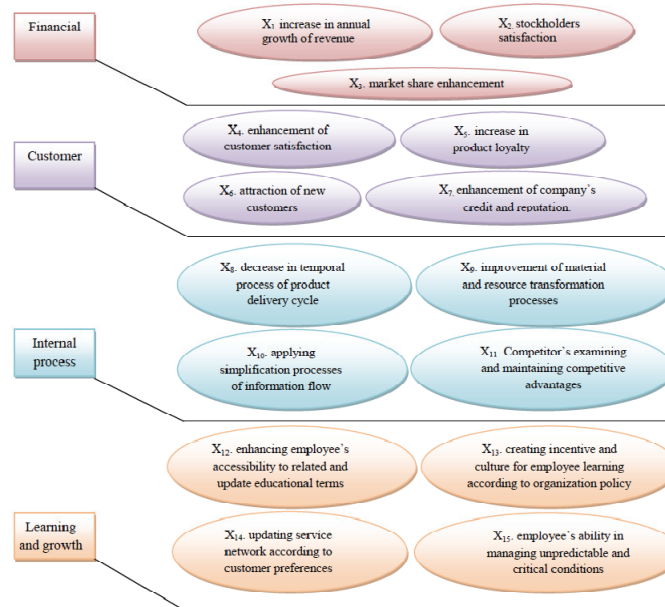 Financial
X1 increase in annual
growth of revenue
X2. stockholders
satisfaction
X3. market share enhancement
Customer
X4. enhancement of
customer satisfaction
X5. increase in
product loyalty
X6. attraction of new
customers
X7. enhancement of company's
credit and reputation.
Internal
process
X8. decrease in temporal
process of product
delivery cycle
X9. improvement of material
and resource transformation
processes
X10. applying
simplification processes
of information flow
X11. Competitor's examining
and maintaining competitive
advantages
Learning
and growth
X12. enhancing employee's
accessibility to related and
update educational terms
X13. creating incentive and
culture for employee learning
according to organization policy
X14. updating service
network according to
customer preferences
X15. employee's ability in
managing unpredictable and
critical conditions